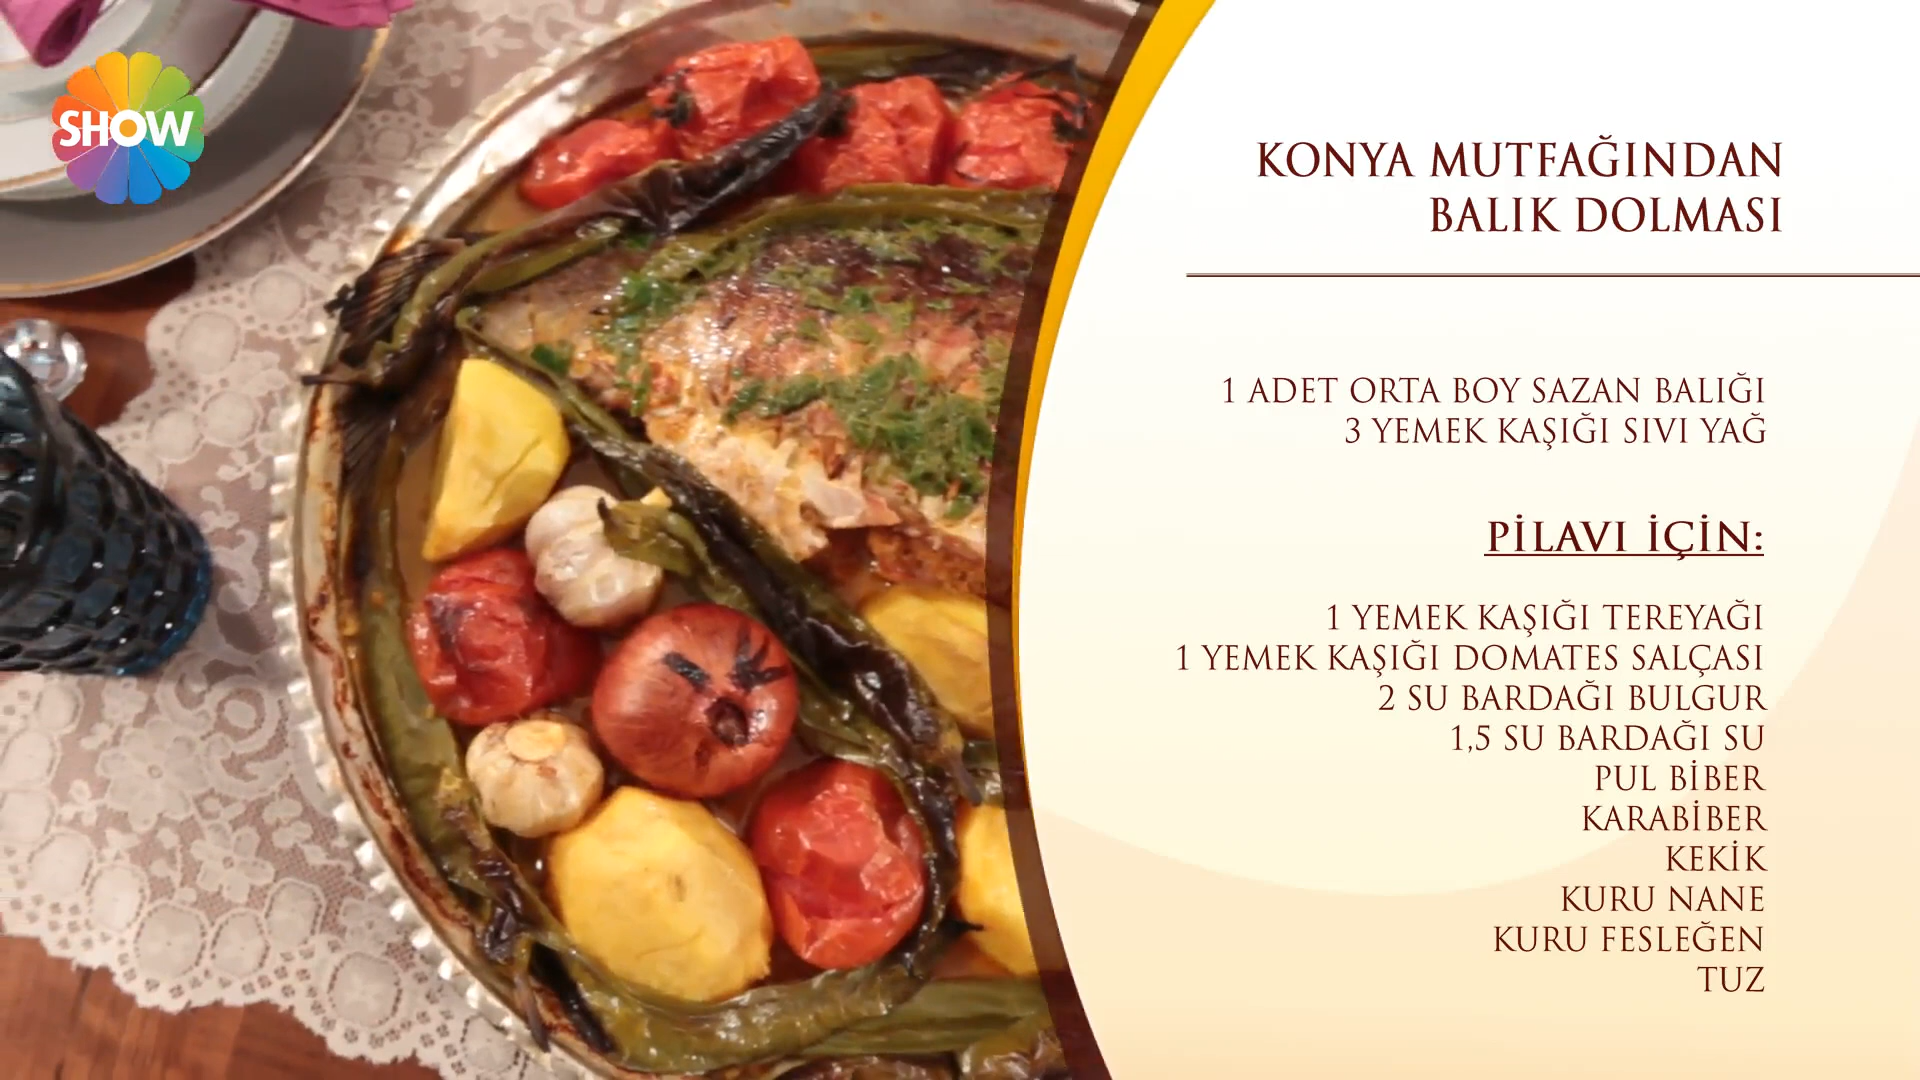 SHOW
KONYA MUTFAĞINDAN
BALIK DOLMASI
1 ADET ORTA BOY SAZAN BALIĞI
3 YEMEK KAŞIĞI SIVI YAĞ
PİLAVI İÇİN:
1 YEMEK KAŞIĞI TEREYAĞI
1 YEMEK KAŞIĞI DOMATES SALÇASI
2 SU BARDAĞI BULGUR
1,5 SU BARDAĞI SU
PUL BİBER
KARABİBER
KEKİK
KURU NANE
KURU FESLEĞEN
TUZ